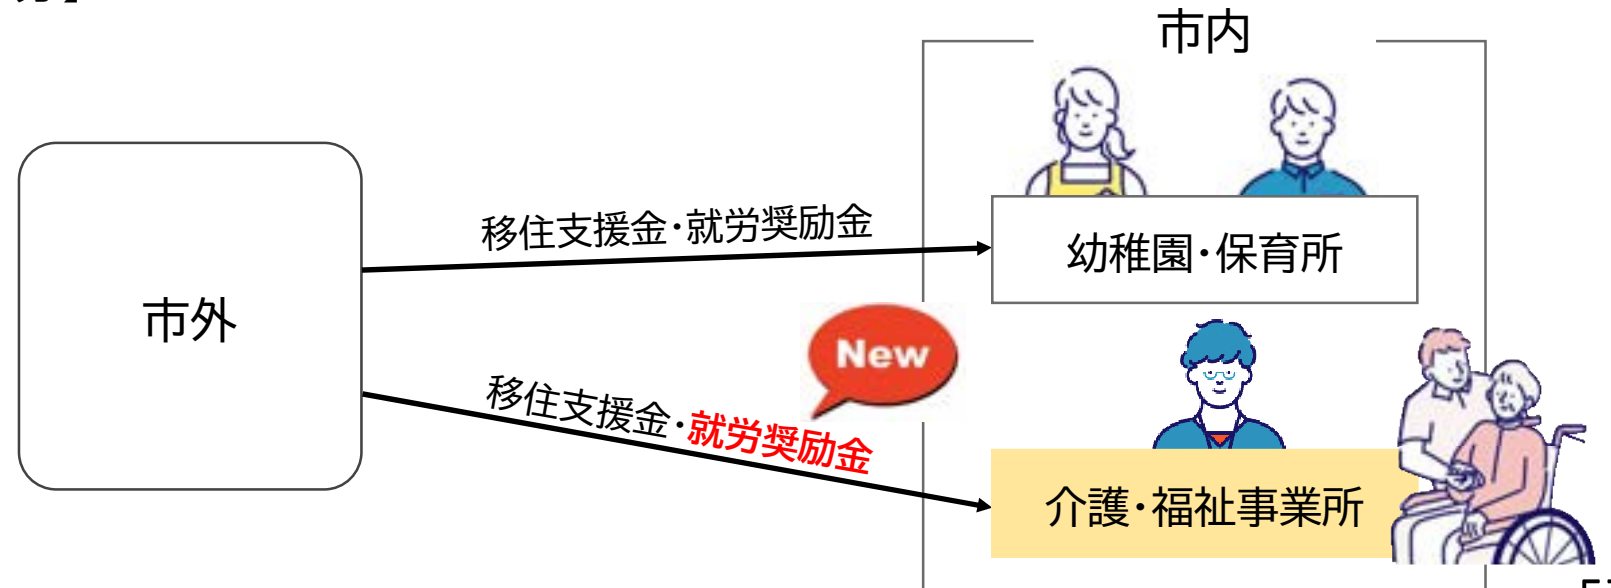 市内
移住支援金・就労奨励金
幼稚園・保育所
市外
New
移住支援金・就労奨励金
介護・福祉事業所